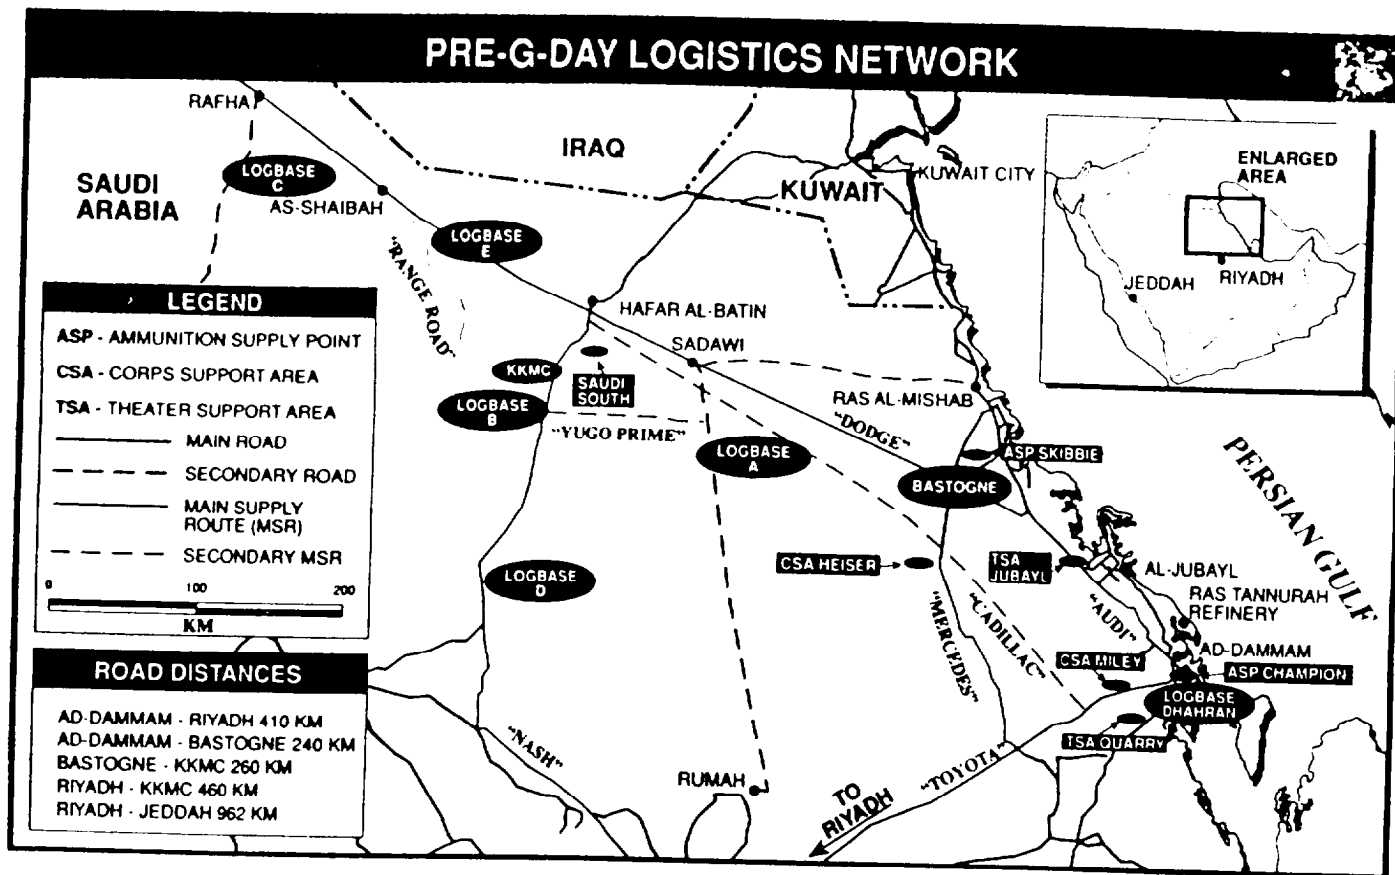 PRE-G-DAY LOGISTICS NETWORK
RAFHA
IRAQ
SAUDI
ARABIA
LOGBASE
C
AS-SHAIBAH
KUWAIT
KUWAIT CITY
ENLARGED
AREA
JEDDAH
RIYADH
LOGBASE
E
"RANGE ROAD"
HAFAR AL-BATIN
SADAWI
KKMC
SAUDI
SOUTH
LOGBASE
B
"YUGO PRIME"
RAS AL-MISHAB
"DODGE"
LOGBASE
A
ASP SKIBBIE
BASTOGNE
PERSIAN GULF
CSA HEISER
TSA
JUBAYL
AL-JUBAYL
RAS TANNURAH
REFINERY
LOGBASE
D
"MERCEDES"
"CADILLAC"
"AUDI"
AD-DAMMAM
CSA MILEY
ASP CHAMPION
LOGBASE
DHAHRAN
TSA QUARRY
"NASH"
RUMAH
"TOYOTA"
TO
RIYADH
LEGEND
ASP - AMMUNITION SUPPLY POINT
CSA - CORPS SUPPORT AREA
TSA - THEATER SUPPORT AREA
MAIN ROAD
SECONDARY ROAD
MAIN SUPPLY
ROUTE (MSR)
SECONDARY MSR
0 100 200
KM
ROAD DISTANCES
AD-DAMMAM - RIYADH 410 KM
AD-DAMMAM - BASTOGNE 240 KM
BASTOGNE - KKMC 260 KM
RIYADH - KKMC 460 KM
RIYADH - JEDDAH 962 KM